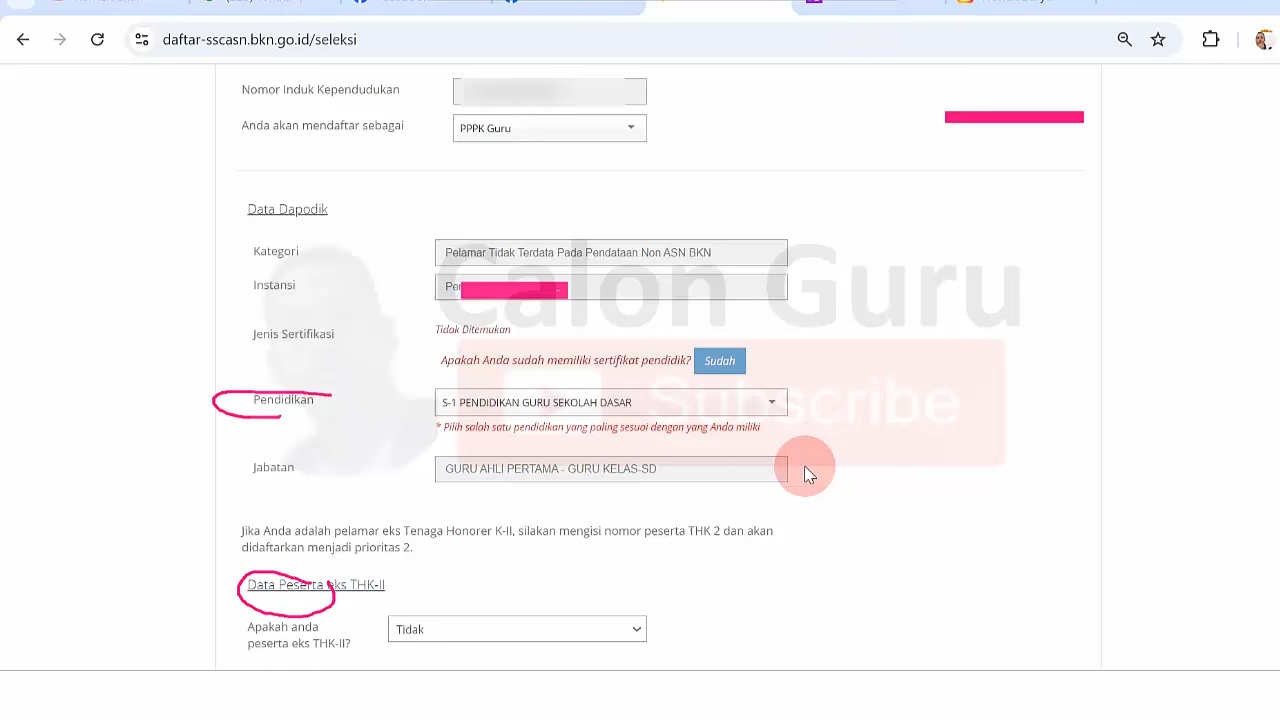 daftar-sscasn.bkn.go.id/seleksi
Nomor Induk Kependudukan
Anda akan mendaftar sebagai PPPK Guru
Data Dapodik
Kategori Pelamar Tidak Terdata Pada Pendataan Non ASN BKN
Instansi
Jenis Sertifikasi Tidak Ditemukan
Apakah Anda sudah memiliki sertifikat pendidik? Sudah
Pendidikan S-1 PENDIDIKAN GURU SEKOLAH DASAR
* Pilih salah satu pendidikan yang paling sesuai dengan yang Anda miliki
Jabatan GURU AHLI PERTAMA - GURU KELAS-SD
Calon Guru
Subscribe
Jika Anda adalah pelamar eks Tenaga Honorer K-II, silakan mengisi nomor peserta THK 2 dan akan
didaftarkan menjadi prioritas 2.
Data Peserta eks THK-II
Apakah anda
peserta eks THK-II? Tidak